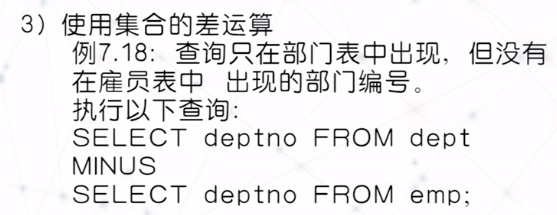 3）使用集合的差运算
例7.18：查询只在部门表中出现，但没有
在雇员表中 出现的部门编号。
执行以下查询：
SELECT deptno FROM dept
MINUS
SELECT deptno FROM emp;